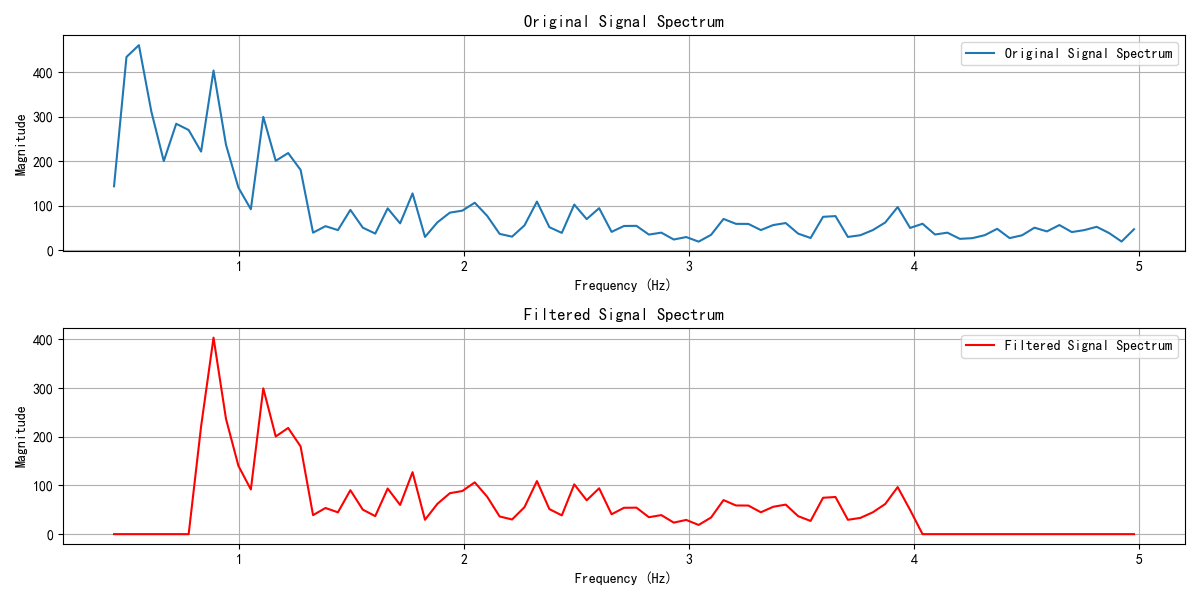 Original Signal Spectrum
Original Signal Spectrum
Magnitude
400
300
200
100
0
1
2
3
4
5
Frequency (Hz)
Filtered Signal Spectrum
Filtered Signal Spectrum
Magnitude
400
300
200
100
0
1
2
3
4
5
Frequency (Hz)